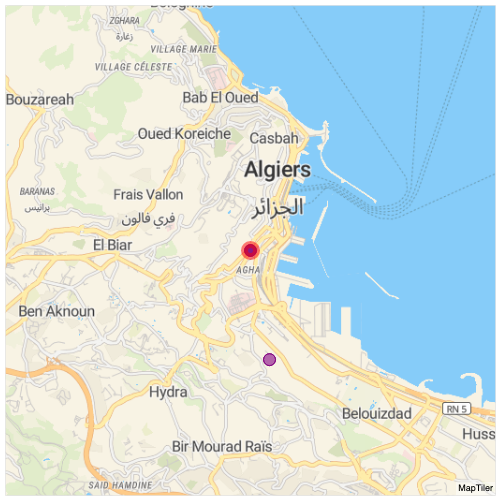 Bologhine
ZGHARA
زغارة
VILLAGE MARIE
VILLAGE CÉLESTE
Bouzareah
Bab El Oued
Oued Koreiche
Casbah
Algiers
الجزائر
BARANAS
برانيس
Frais Vallon
فري فالون
El Biar
AGHA
Ben Aknoun
Hydra
Belouizdad
RN 5
Huss
Bir Mourad Raïs
SAID HAMDINE
MapTiler